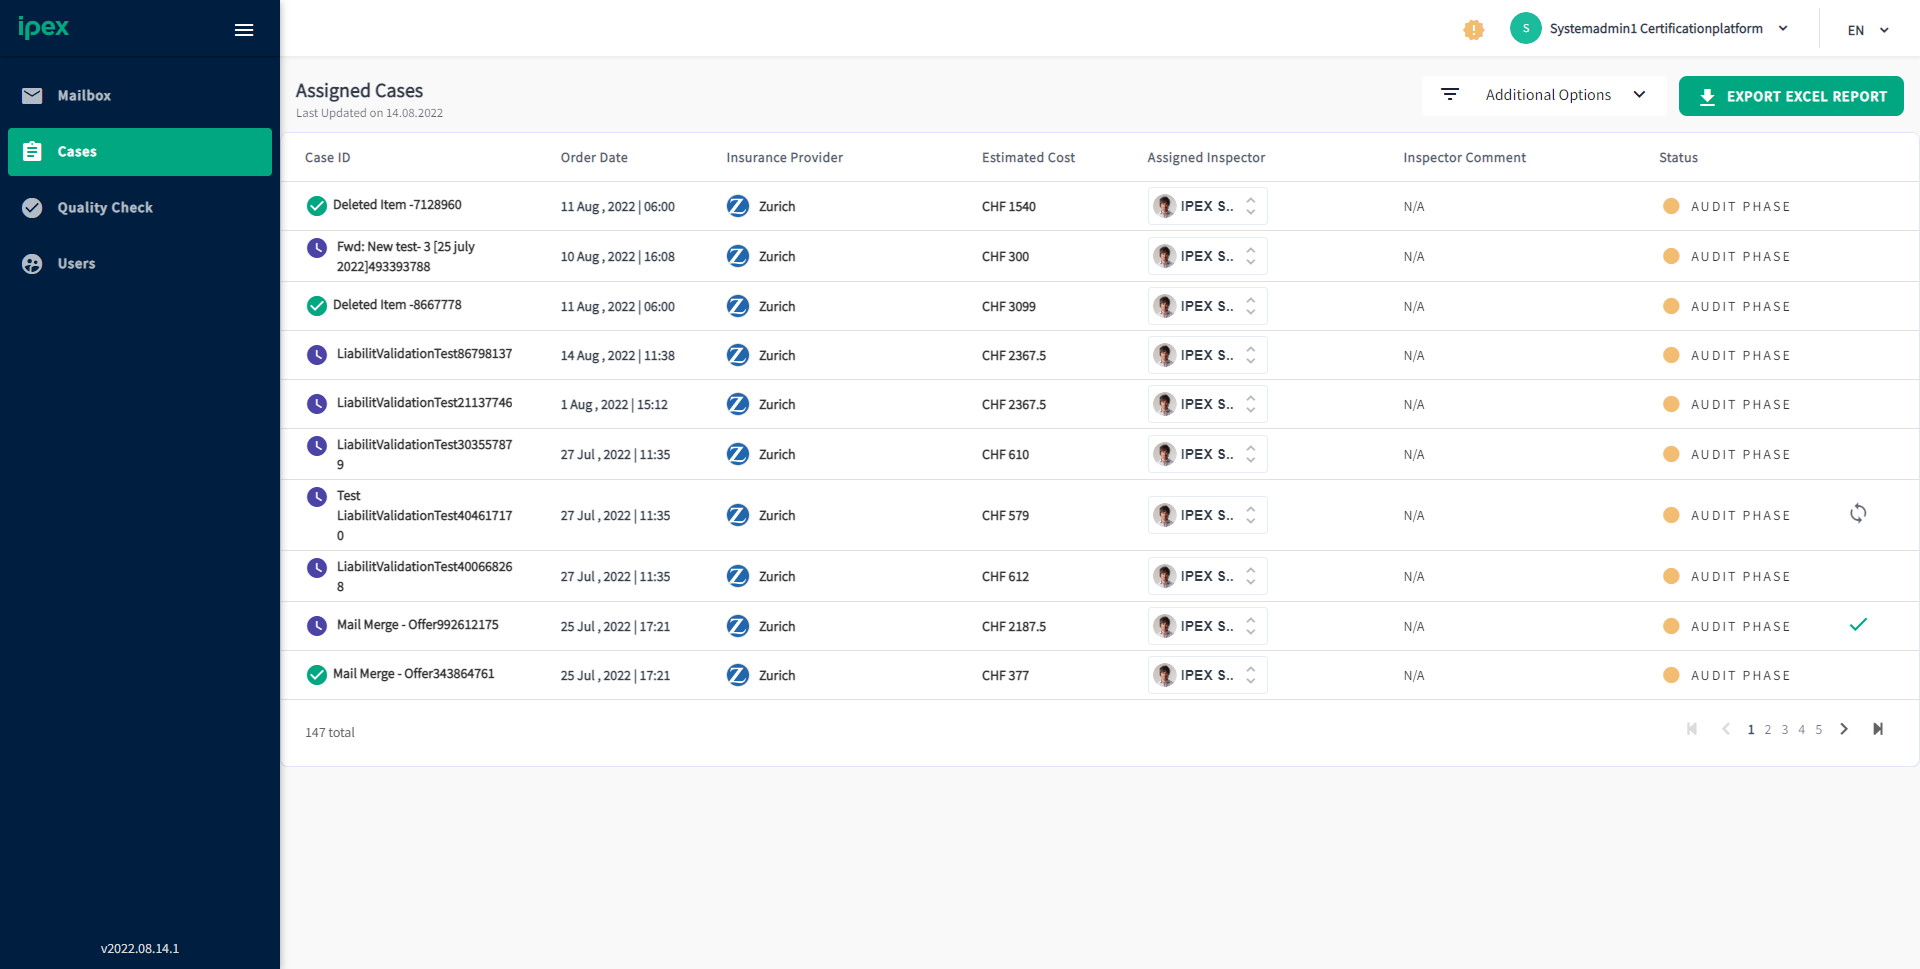 ipex
S
Systemadmin1 Certificationplatform
EN
Mailbox
Cases
Quality Check
Users
v2022.08.14.1
Assigned Cases
Last Updated on 14.08.2022
Additional Options
EXPORT EXCEL REPORT
Case ID Order Date Insurance Provider Estimated Cost Assigned Inspector Inspector Comment Status
Deleted Item -7128960 11 Aug , 2022 | 06:00 Zurich CHF 1540 IPEX S.. N/A AUDIT PHASE
Fwd: New test- 3 [25 july
2022]493393788 10 Aug , 2022 | 16:08 Zurich CHF 300 IPEX S.. N/A AUDIT PHASE
Deleted Item -8667778 11 Aug , 2022 | 06:00 Zurich CHF 3099 IPEX S.. N/A AUDIT PHASE
LiabilitValidationTest86798137 14 Aug , 2022 | 11:38 Zurich CHF 2367.5 IPEX S.. N/A AUDIT PHASE
LiabilitValidationTest21137746 1 Aug , 2022 | 15:12 Zurich CHF 2367.5 IPEX S.. N/A AUDIT PHASE
LiabilitValidationTest30355787
9 27 Jul , 2022 | 11:35 Zurich CHF 610 IPEX S.. N/A AUDIT PHASE
Test
LiabilitValidationTest40461717 27 Jul , 2022 | 11:35 Zurich CHF 579 IPEX S.. N/A AUDIT PHASE
0
LiabilitValidationTest40066826
8 27 Jul , 2022 | 11:35 Zurich CHF 612 IPEX S.. N/A AUDIT PHASE
Mail Merge - Offer992612175 25 Jul , 2022 | 17:21 Zurich CHF 2187.5 IPEX S.. N/A AUDIT PHASE
Mail Merge - Offer343864761 25 Jul , 2022 | 17:21 Zurich CHF 377 IPEX S.. N/A AUDIT PHASE
147 total 1 2 3 4 5